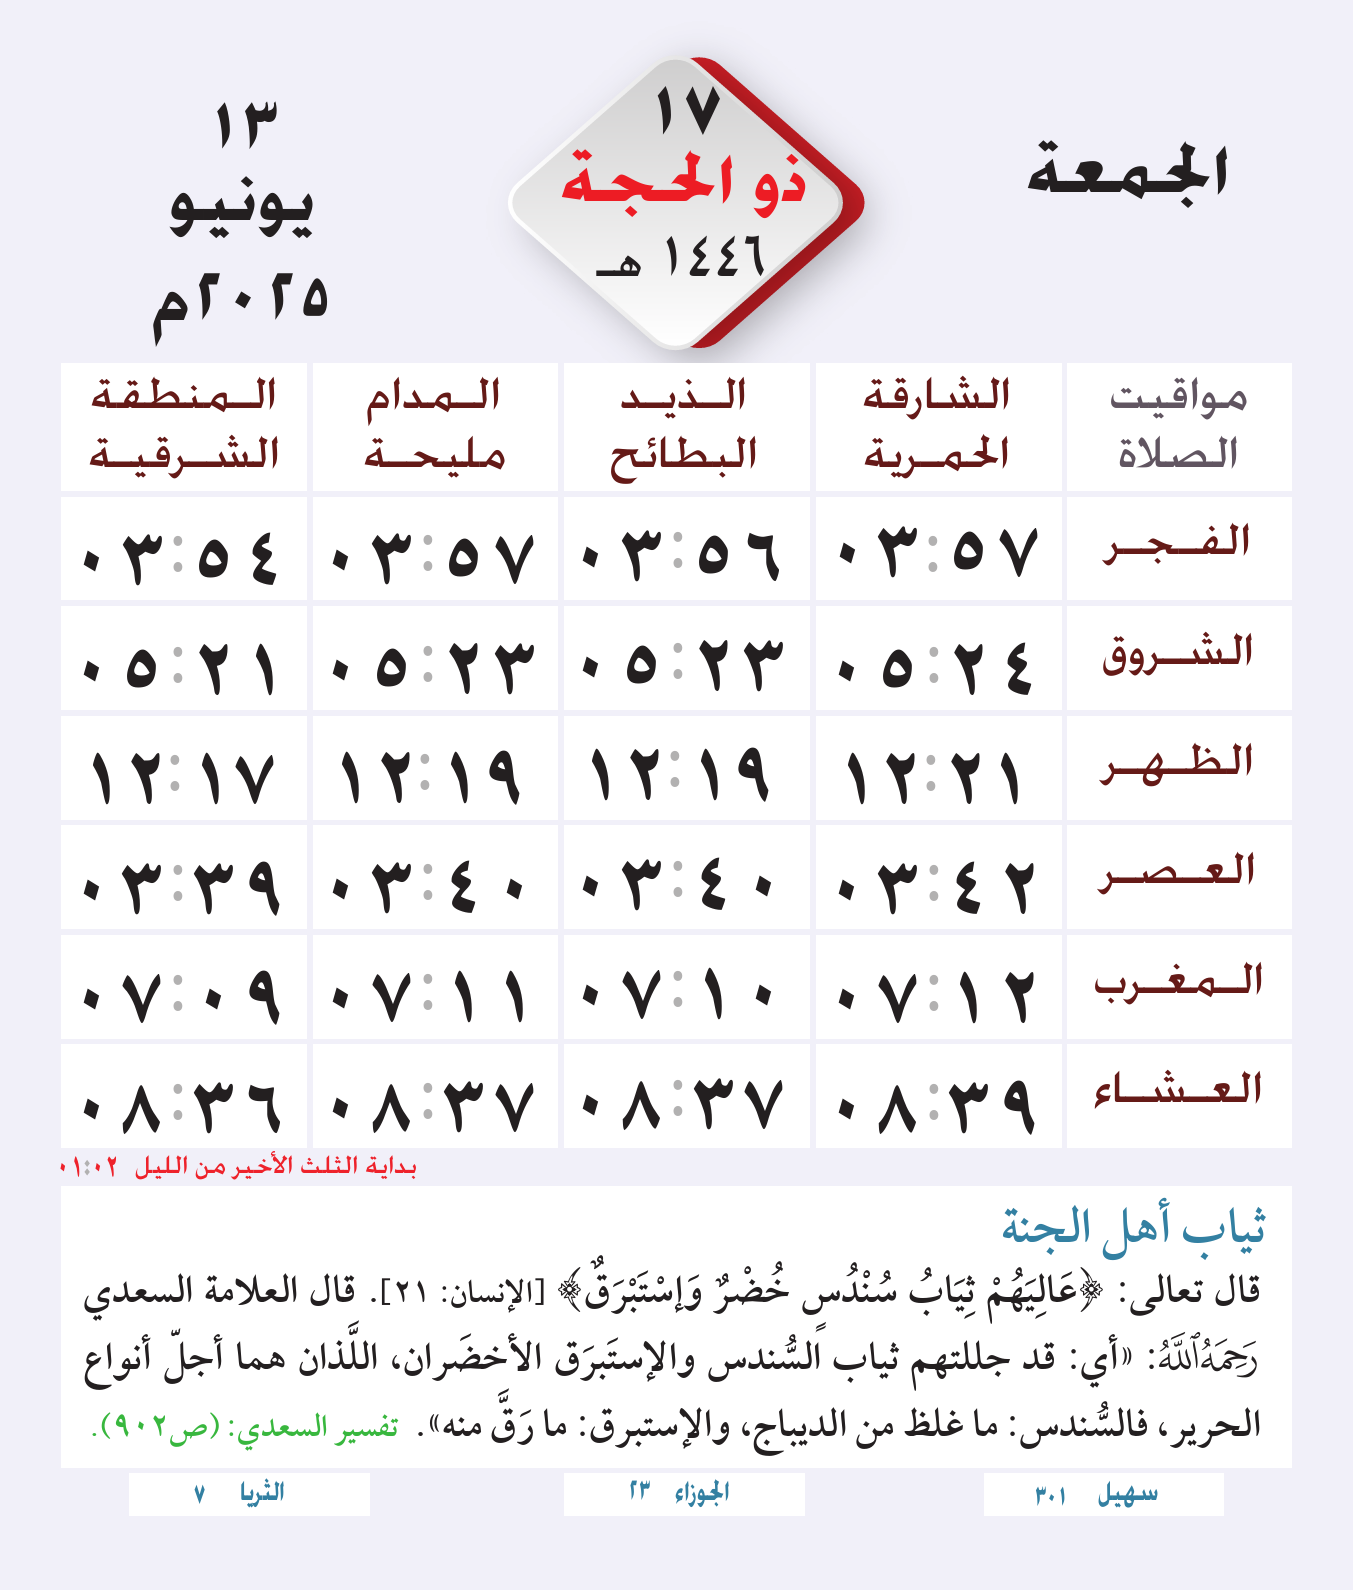 الجمعة
١٧
ذو الحجة
١٤٤٦ هـ
١٣
يونيو
٢٠٢٥م
مواقيت الصلاة
الشارقة الحمرية
الذيد البطائح
المدام مليحة
المنطقة الشرقية
الفجر ٠٣:٥٧ ٠٣:٥٦ ٠٣:٥٧ ٠٣:٥٤
الشروق ٠٥:٢٤ ٠٥:٢٣ ٠٥:٢٣ ٠٥:٢١
الظهر ١٢:٢١ ١٢:١٩ ١٢:١٩ ١٢:١٧
العصر ٠٣:٤٢ ٠٣:٤٠ ٠٣:٤٠ ٠٣:٣٩
المغرب ٠٧:١٢ ٠٧:١٠ ٠٧:١١ ٠٧:٠٩
العشاء ٠٨:٣٩ ٠٨:٣٧ ٠٨:٣٧ ٠٨:٣٦
بداية الثلث الأخير من الليل ٠١:٠٢
ثياب أهل الجنة
قال تعالى: ﴿عَالِيَهُمْ ثِيَابُ سُنْدُسٍ خُضْرٌ وَإِسْتَبْرَقٌ﴾ [الإنسان: ٢١]. قال العلامة السعدي
رَحِمَهُ ٱللَّهُ: «أي: قد جللتهم ثياب السُّندس والإستَبرَق الأخضَران، اللَّذان هما أجلّ أنواع
الحرير، فالسُّندس: ما غلظ من الديباج، والإستبرق: ما رَقَّ منه». تفسير السعدي: (ص٩٠٢).
سهيل ٣٠١
الجوزاء ٢٣
الثريا ٧